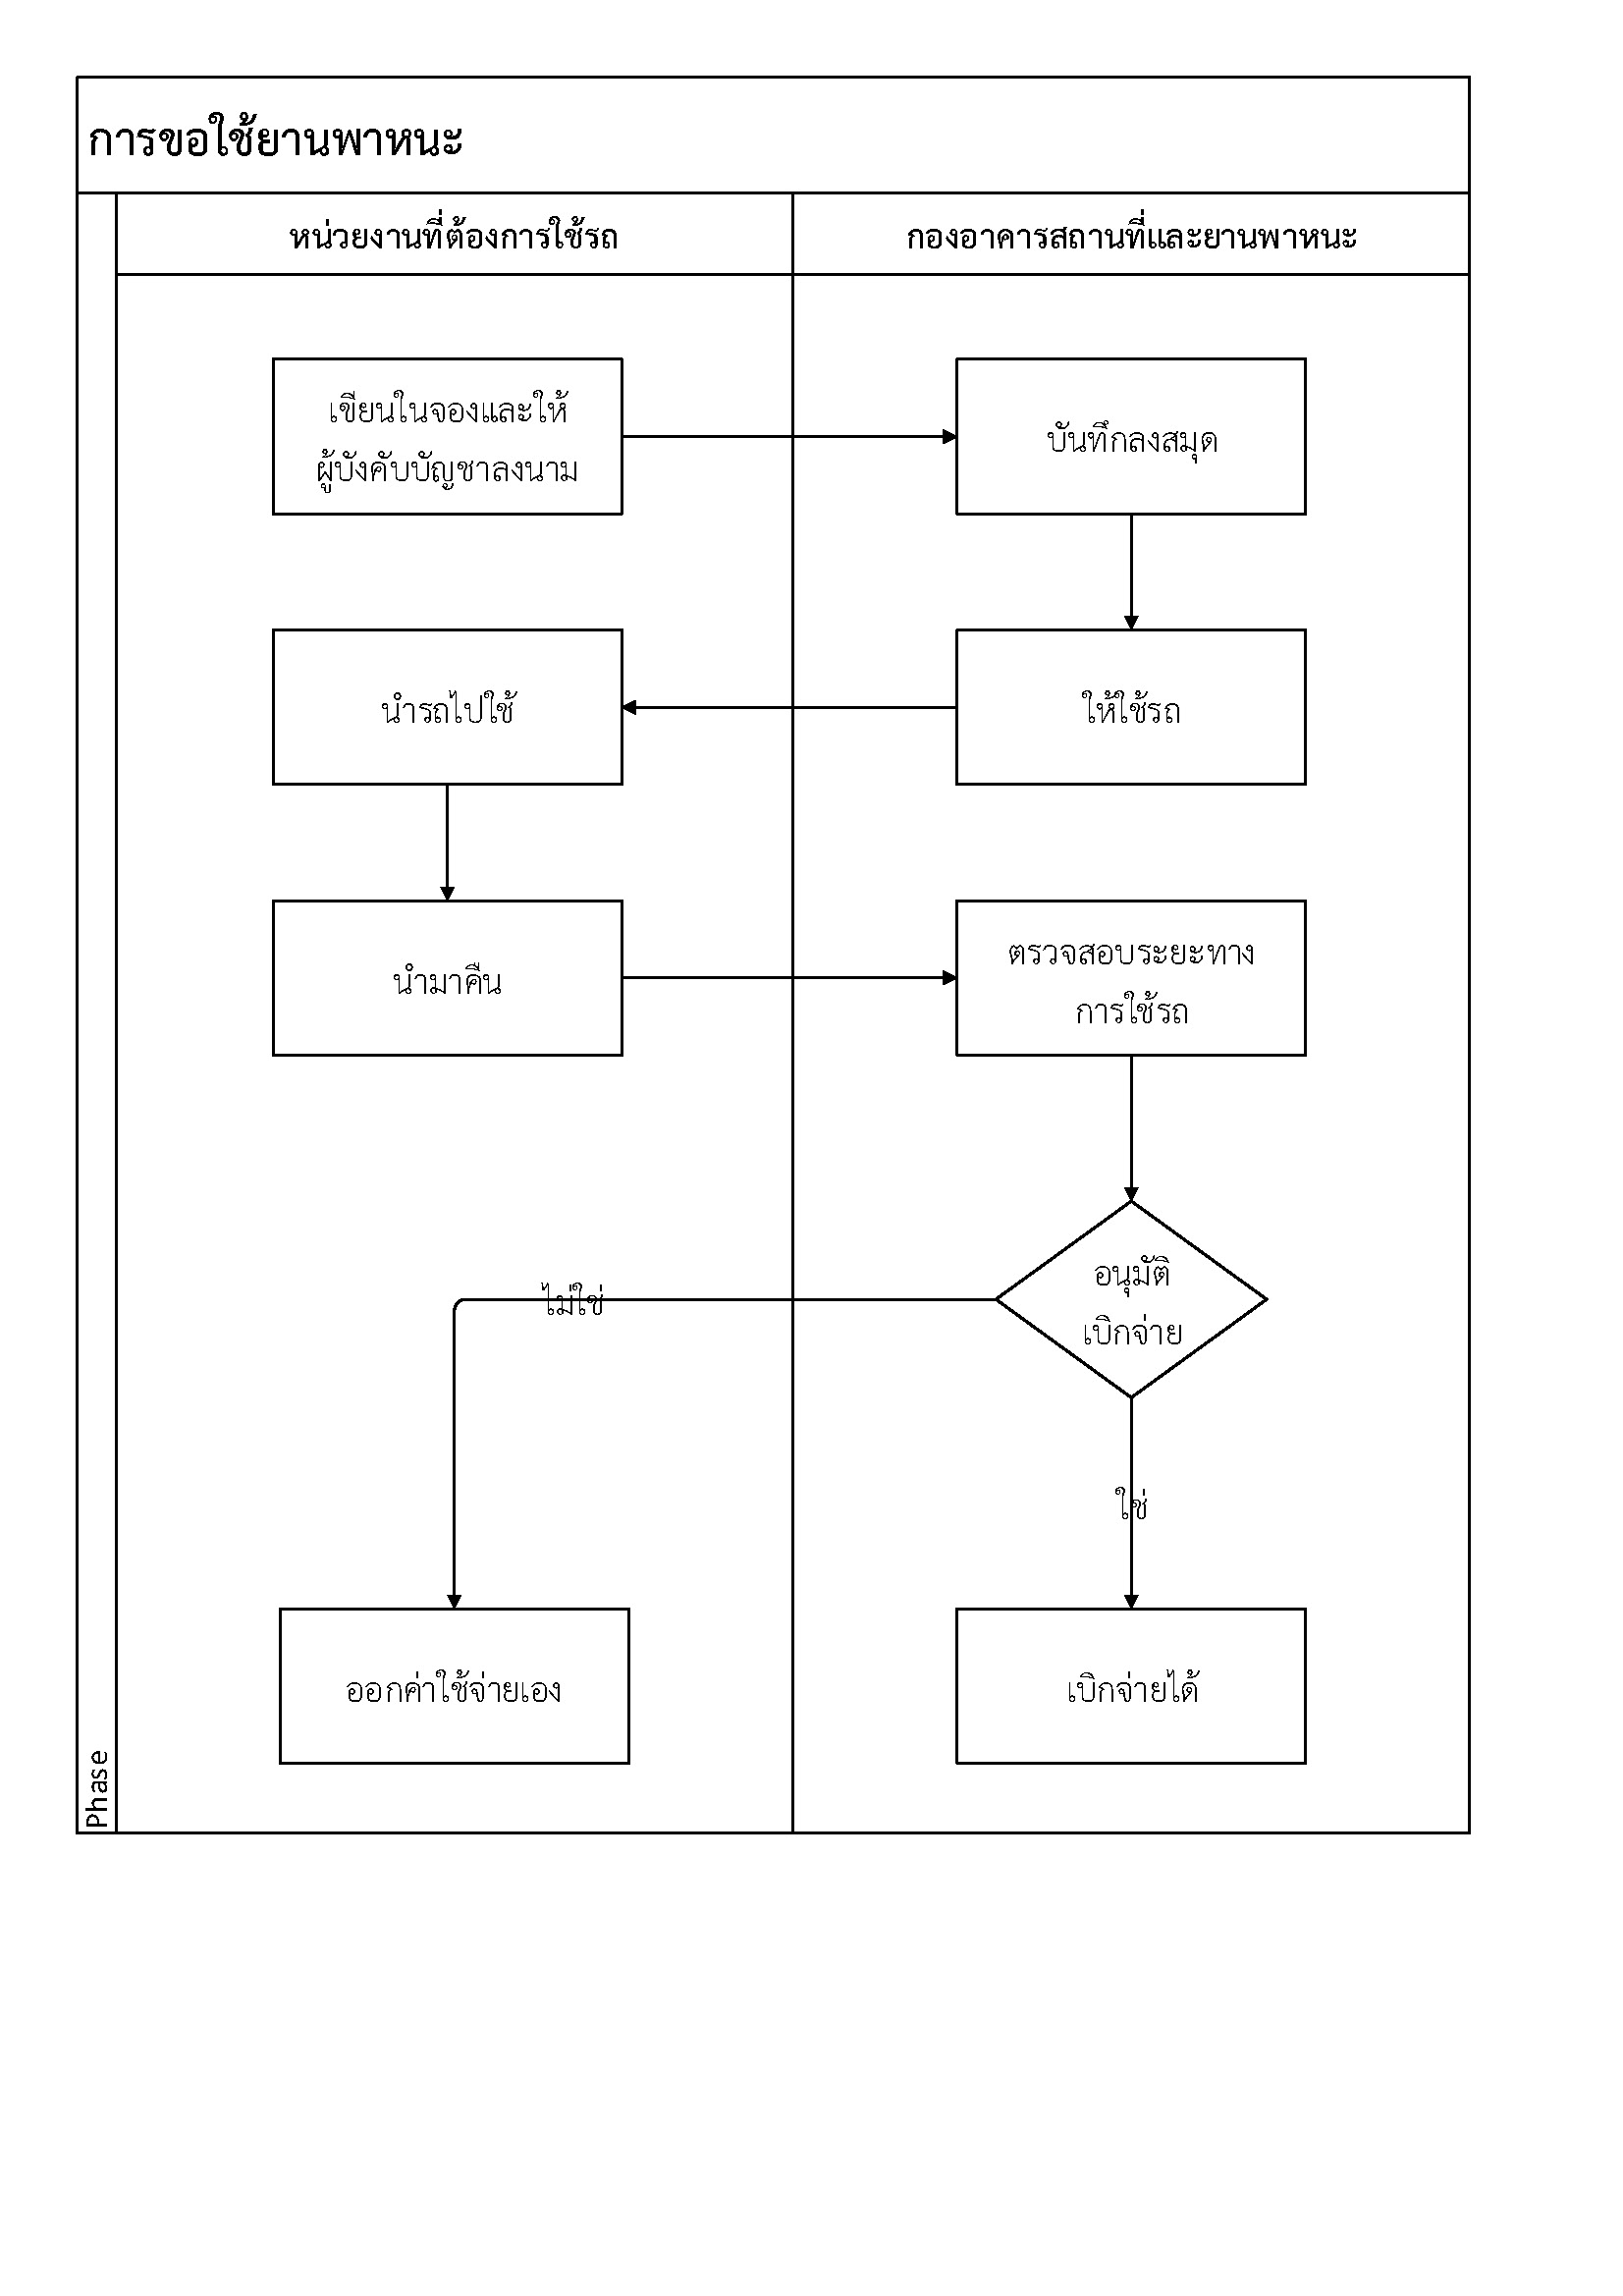 การขอใช้ยานพาหนะ
หน่วยงานที่ต้องการใช้รถ
กองอาคารสถานที่และยานพาหนะ
เขียนในจองและให้
ผู้บังคับบัญชาลงนาม
บันทึกลงสมุด
นำรถไปใช้
ให้ใช้รถ
นำมาคืน
ตรวจสอบระยะทาง
การใช้รถ
อนุมัติ
เบิกจ่าย
ไม่ใช่
ใช่
ออกค่าใช้จ่ายเอง
เบิกจ่ายได้
Phase